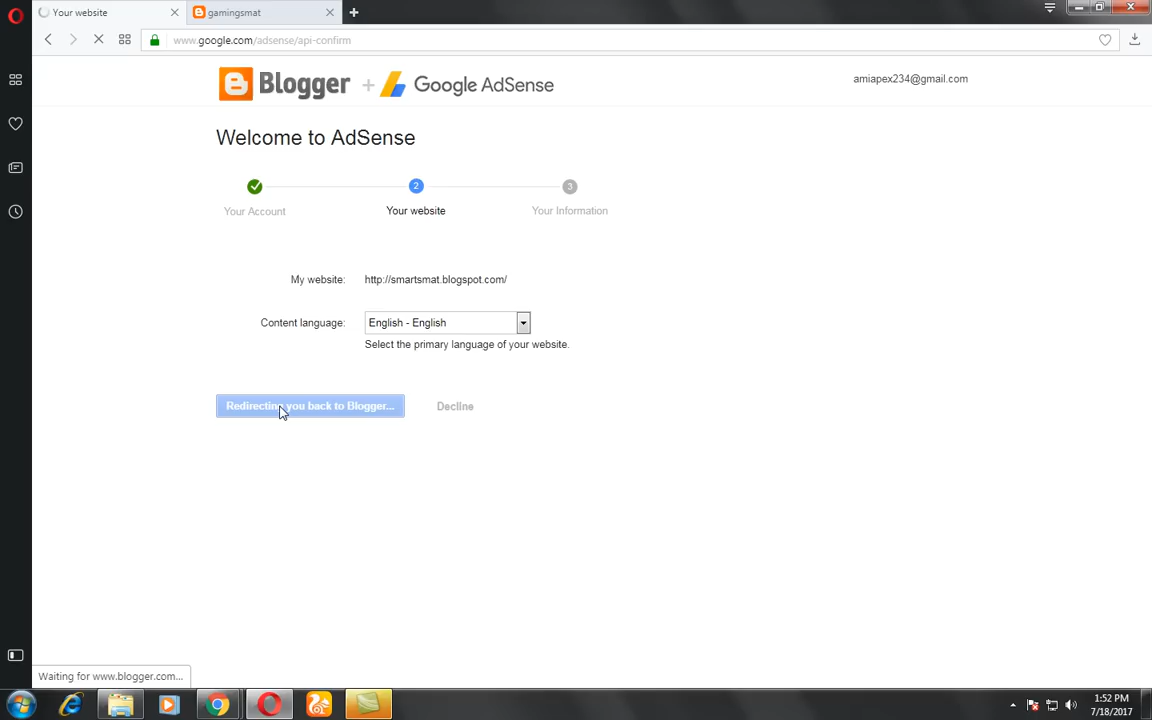 Your website
gamingsmat
www.google.com/adsense/api-confirm
Blogger + Google AdSense
amiapex234@gmail.com
Welcome to AdSense
2
3
Your Account
Your website
Your Information
My website: http://smartsmat.blogspot.com/
Content language: English - English
Select the primary language of your website.
Redirecting you back to Blogger...
Decline
Waiting for www.blogger.com...
1:52 PM
7/18/2017